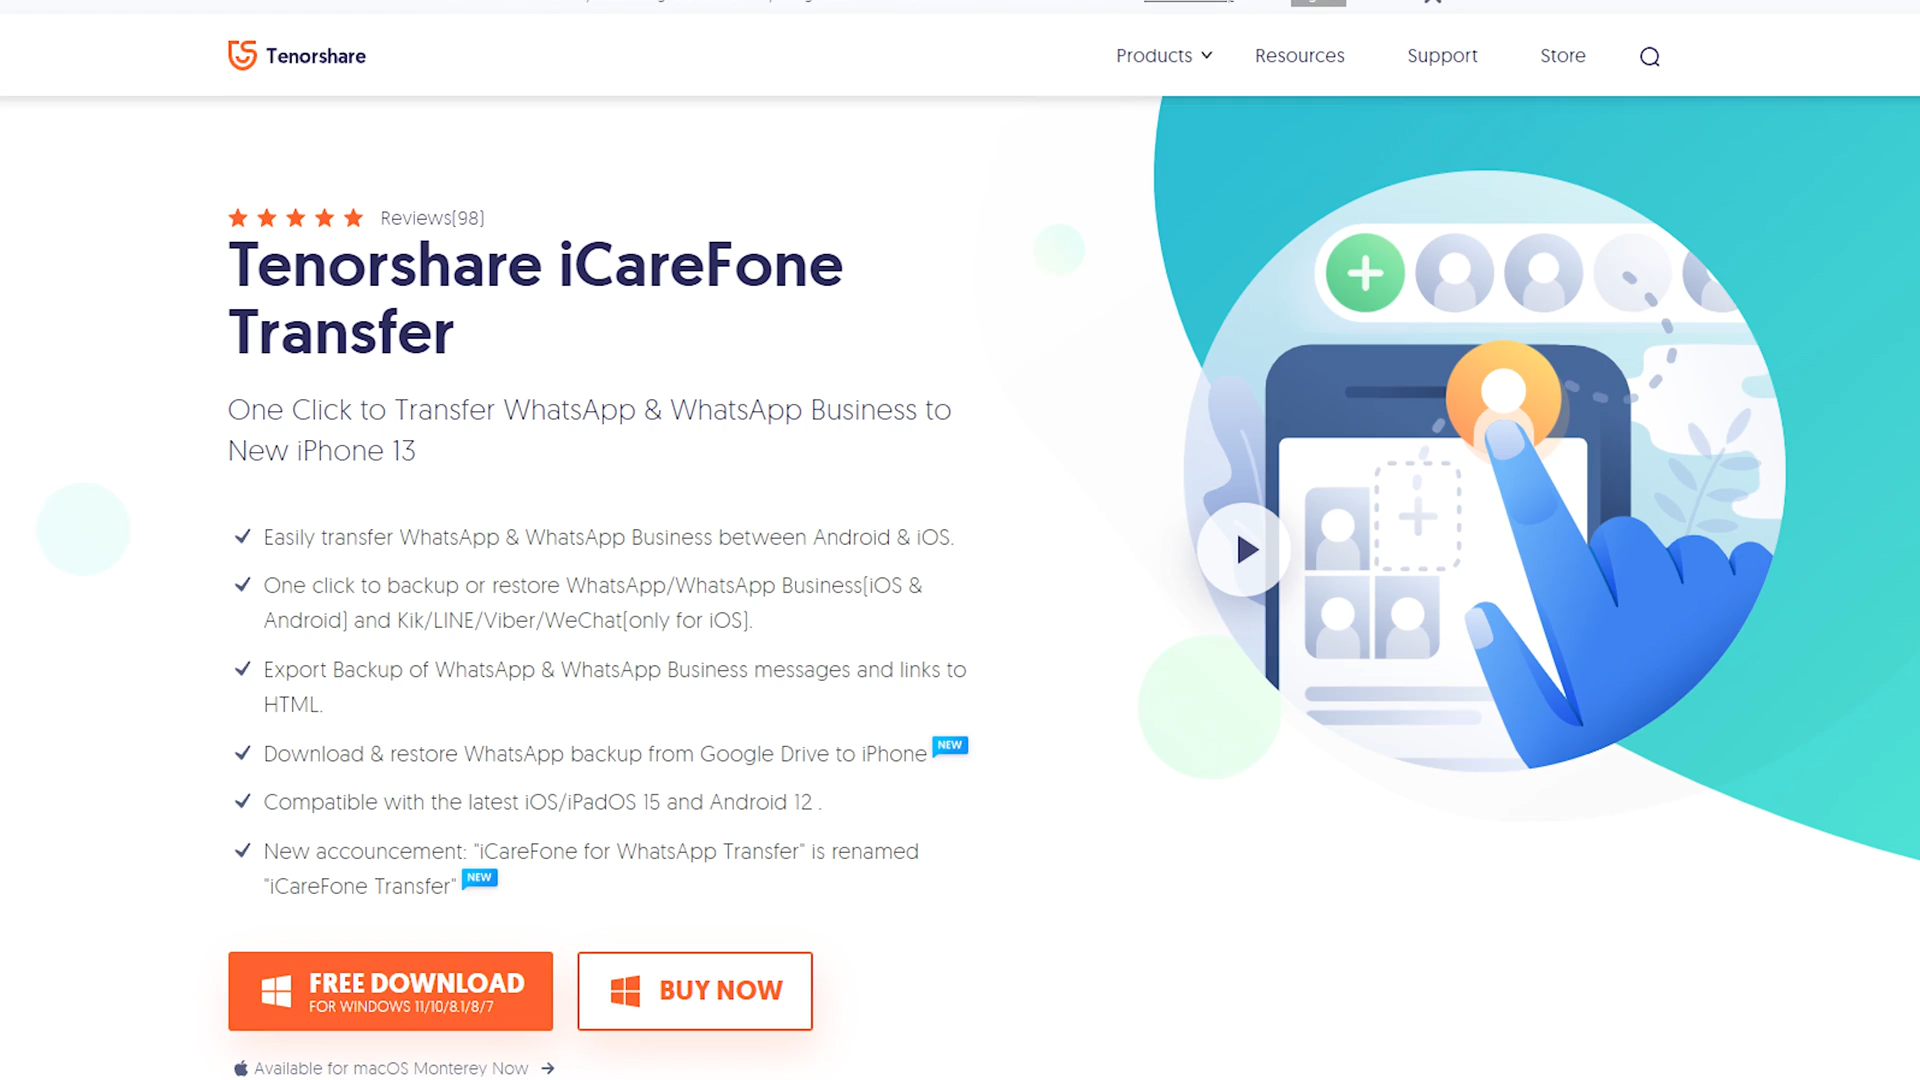 Tenorshare
Products
Resources
Support
Store
Reviews(98)
Tenorshare iCareFone
Transfer
One Click to Transfer WhatsApp & WhatsApp Business to
New iPhone 13
Easily transfer WhatsApp & WhatsApp Business between Android & iOS.
One click to backup or restore WhatsApp/WhatsApp Business(iOS &
Android) and Kik/LINE/Viber/WeChat(only for iOS).
Export Backup of WhatsApp & WhatsApp Business messages and links to
HTML.
Download & restore WhatsApp backup from Google Drive to iPhone NEW
Compatible with the latest iOS/iPadOS 15 and Android 12 .
New accouncement: "iCareFone for WhatsApp Transfer" is renamed
"iCareFone Transfer" NEW
FREE DOWNLOAD
FOR WINDOWS 11/10/8.1/8/7
BUY NOW
Available for macOS Monterey Now